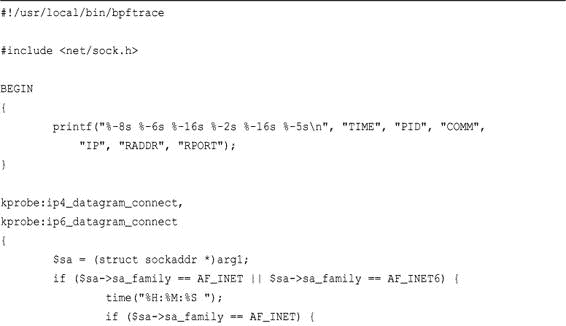 #!/usr/local/bin/bpftrace
#include <net/sock.h>
BEGIN
{
        printf("%-8s %-6s %-16s %-2s %-16s %-5s\n", "TIME", "PID", "COMM",
            "IP", "RADDR", "RPORT");
}
kprobe:ip4_datagram_connect,
kprobe:ip6_datagram_connect
{
        $sa = (struct sockaddr *)arg1;
        if ($sa->sa_family == AF_INET || $sa->sa_family == AF_INET6) {
                time("%H:%M:%S ");
                if ($sa->sa_family == AF_INET) {